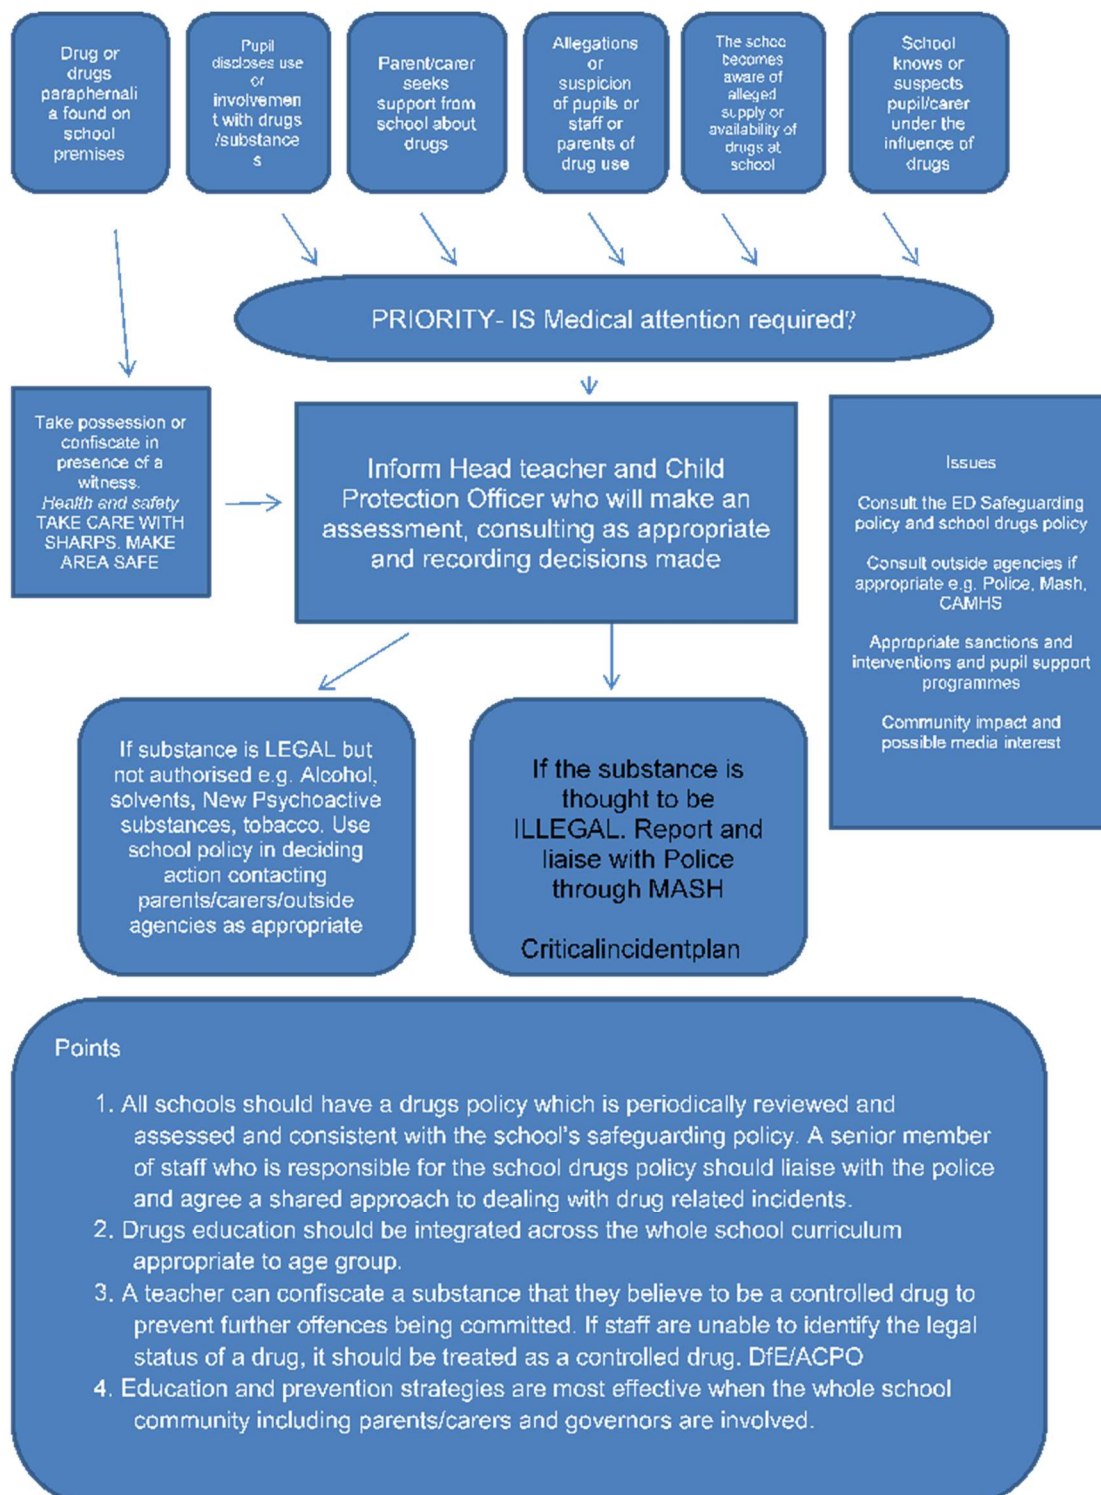 Drug or
drugs
paraphernali
a found on
school
premises
Pupil
discloses use
or
involvemen
t with drugs
/substance
s
Parent/carer
seeks
support from
school about
drugs
Allegations
or
suspicion
of pupils or
staff or
parents of
drug use
The schoo
becomes
aware of
alleged
supply or
availability of
drugs at
school
School
knows or
suspects
pupil/carer
under the
influence of
drugs
PRIORITY- IS Medical attention required?
Take possession or
confiscate in
presence of a
witness.
Health and safety
TAKE CARE WITH
SHARPS. MAKE
AREA SAFE
Inform Head teacher and Child
Protection Officer who will make an
assessment, consulting as appropriate
and recording decisions made
Issues
Consult the ED Safeguarding
policy and school drugs policy
Consult outside agencies if
appropriate e.g. Police, Mash,
CAMHS
Appropriate sanctions and
interventions and pupil support
programmes
Community impact and
possible media interest
If substance is LEGAL but
not authorised e.g. Alcohol,
solvents, New Psychoactive
substances, tobacco. Use
school policy in deciding
action contacting
parents/carers/outside
agencies as appropriate
If the substance is
thought to be
ILLEGAL. Report and
liaise with Police
through MASH
Criticalincidentplan
Points
1. All schools should have a drugs policy which is periodically reviewed and
assessed and consistent with the school's safeguarding policy. A senior member
of staff who is responsible for the school drugs policy should liaise with the police
and agree a shared approach to dealing with drug related incidents.
2. Drugs education should be integrated across the whole school curriculum
appropriate to age group.
3. A teacher can confiscate a substance that they believe to be a controlled drug to
prevent further offences being committed. If staff are unable to identify the legal
status of a drug, it should be treated as a controlled drug. DfE/ACPO
4. Education and prevention strategies are most effective when the whole school
community including parents/carers and governors are involved.